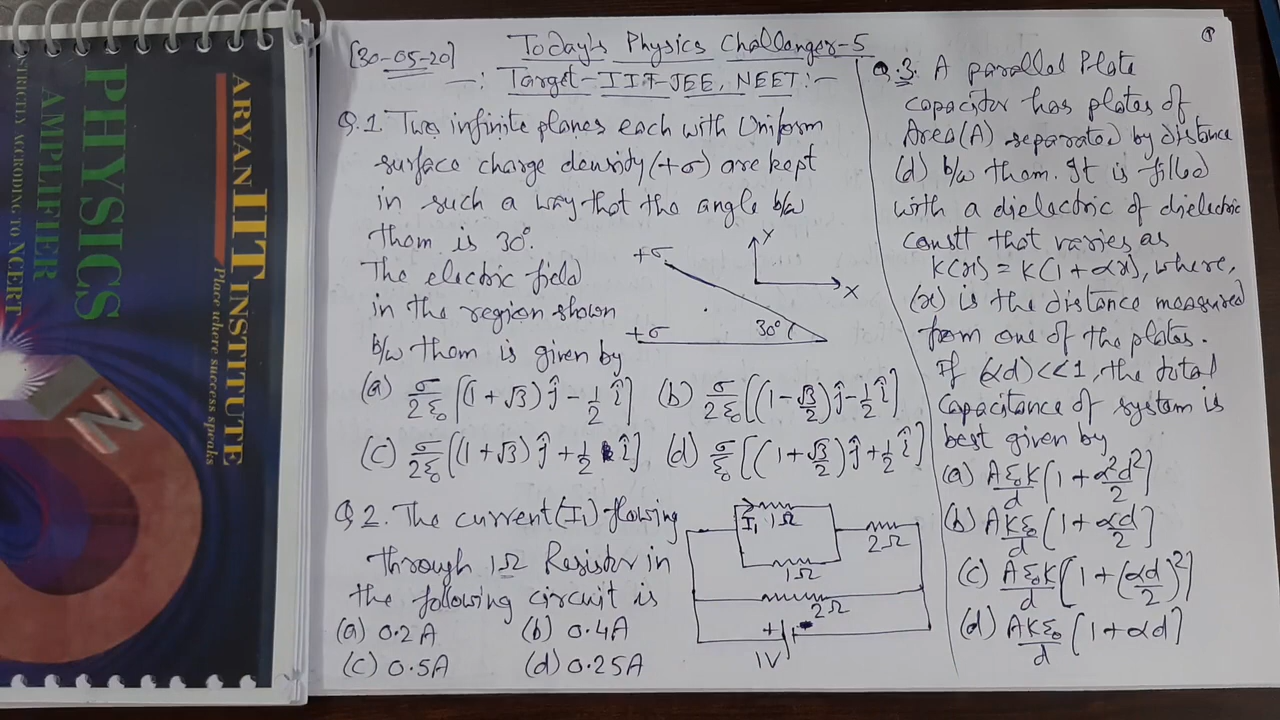 PHYSICS
AMPLIFIER
STRICTLY ACCRODING TO NCERT
ARYAN IIT INSTITUTE
Place where success speaks
N
[30-05-20]
Today's Physics Challanger-5
—: Target-IIT-JEE, NEET:-
Q.1. Two infinite planes each with Uniform
surface charge density (+σ) are kept
in such a way that the angle b/w
them is 30°.
The electric field
in the region shown
b/w them is given by
+σ
+σ
30°
Y
X
(a) σ/2ε₀ [(1+√3) ĵ - 1/2 î] (b) σ/2ε₀ [(1-√3/2) ĵ - 1/2 î]
(c) σ/2ε₀ [(1+√3) ĵ + 1/2 î] (d) σ/ε₀ [(1+√3/2) ĵ + 1/2 î]
Q 2. The current (I₁) flowing
through 1Ω Resistor in
the following circuit is
(a) 0.2A (b) 0.4A
(c) 0.5A (d) 0.25A
I₁ 1Ω
2Ω
1Ω
2Ω
+
1V
Q.3. A parallel Plate
capacitor has plates of
Area(A) separated by distance
(d) b/w them. It is filled
with a dielectric of dielectric
constt that varies as
K(x) = K(1+αx), where,
(x) is the distance measured
from one of the plates.
If (αd)<<1, the total
capacitance of system is
best given by
(a) Aε₀K/d (1 + α²d²/2]
(b) AKε₀/d [1 + αd/2]
(c) Aε₀K/d [1 + (αd/2)²]
(d) AKε₀/d [1 + αd]